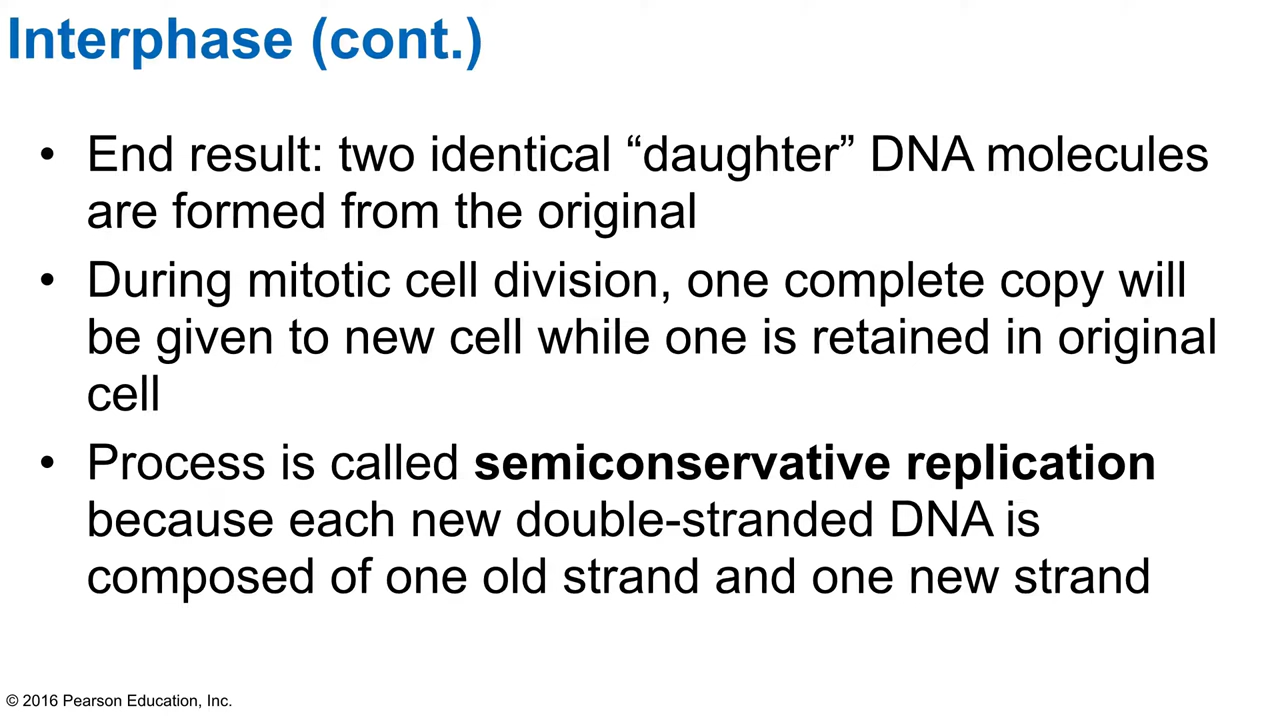 Interphase (cont.)
• End result: two identical “daughter” DNA molecules
are formed from the original
• During mitotic cell division, one complete copy will
be given to new cell while one is retained in original
cell
• Process is called semiconservative replication
because each new double-stranded DNA is
composed of one old strand and one new strand
© 2016 Pearson Education, Inc.